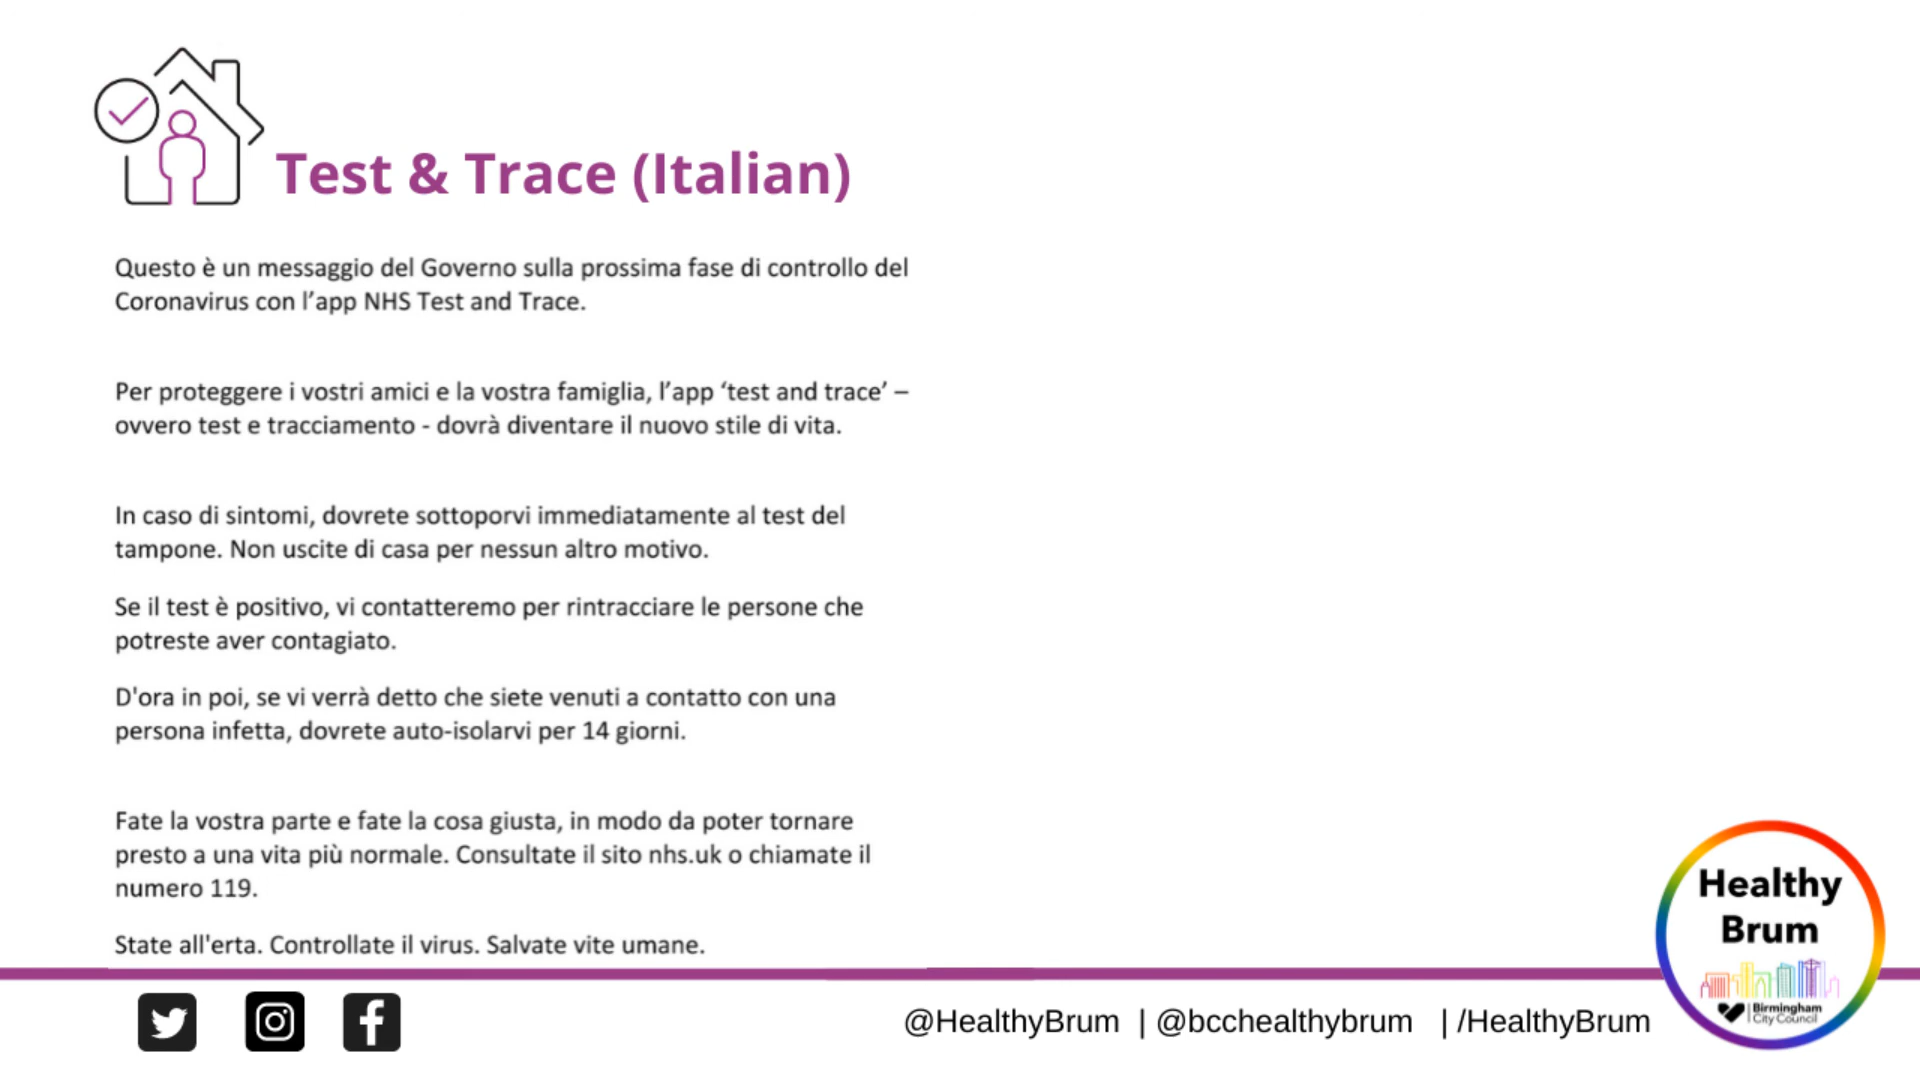 Test & Trace (Italian)
Questo è un messaggio del Governo sulla prossima fase di controllo del
Coronavirus con l’app NHS Test and Trace.
Per proteggere i vostri amici e la vostra famiglia, l’app ‘test and trace’ –
ovvero test e tracciamento - dovrà diventare il nuovo stile di vita.
In caso di sintomi, dovrete sottoporvi immediatamente al test del
tampone. Non uscite di casa per nessun altro motivo.
Se il test è positivo, vi contatteremo per rintracciare le persone che
potreste aver contagiato.
D'ora in poi, se vi verrà detto che siete venuti a contatto con una
persona infetta, dovrete auto-isolarvi per 14 giorni.
Fate la vostra parte e fate la cosa giusta, in modo da poter tornare
presto a una vita più normale. Consultate il sito nhs.uk o chiamate il
numero 119.
State all'erta. Controllate il virus. Salvate vite umane.
@HealthyBrum | @bcchealthybrum | /HealthyBrum
Healthy
Brum
Birmingham
City Council